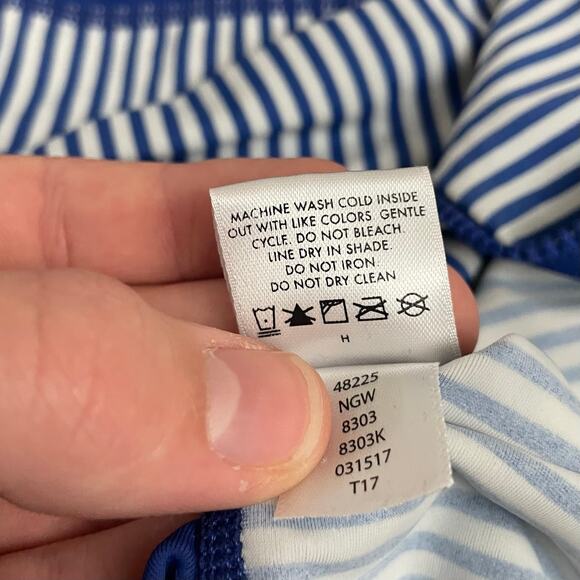 MACHINE WASH COLD INSIDE
OUT WITH LIKE COLORS GENTLE
CYCLE. DO NOT BLEACH.
LINE DRY IN SHADE.
DO NOT IRON.
DO NOT DRY CLEAN
H
48225
NGW
8303
8303K
031517
T17